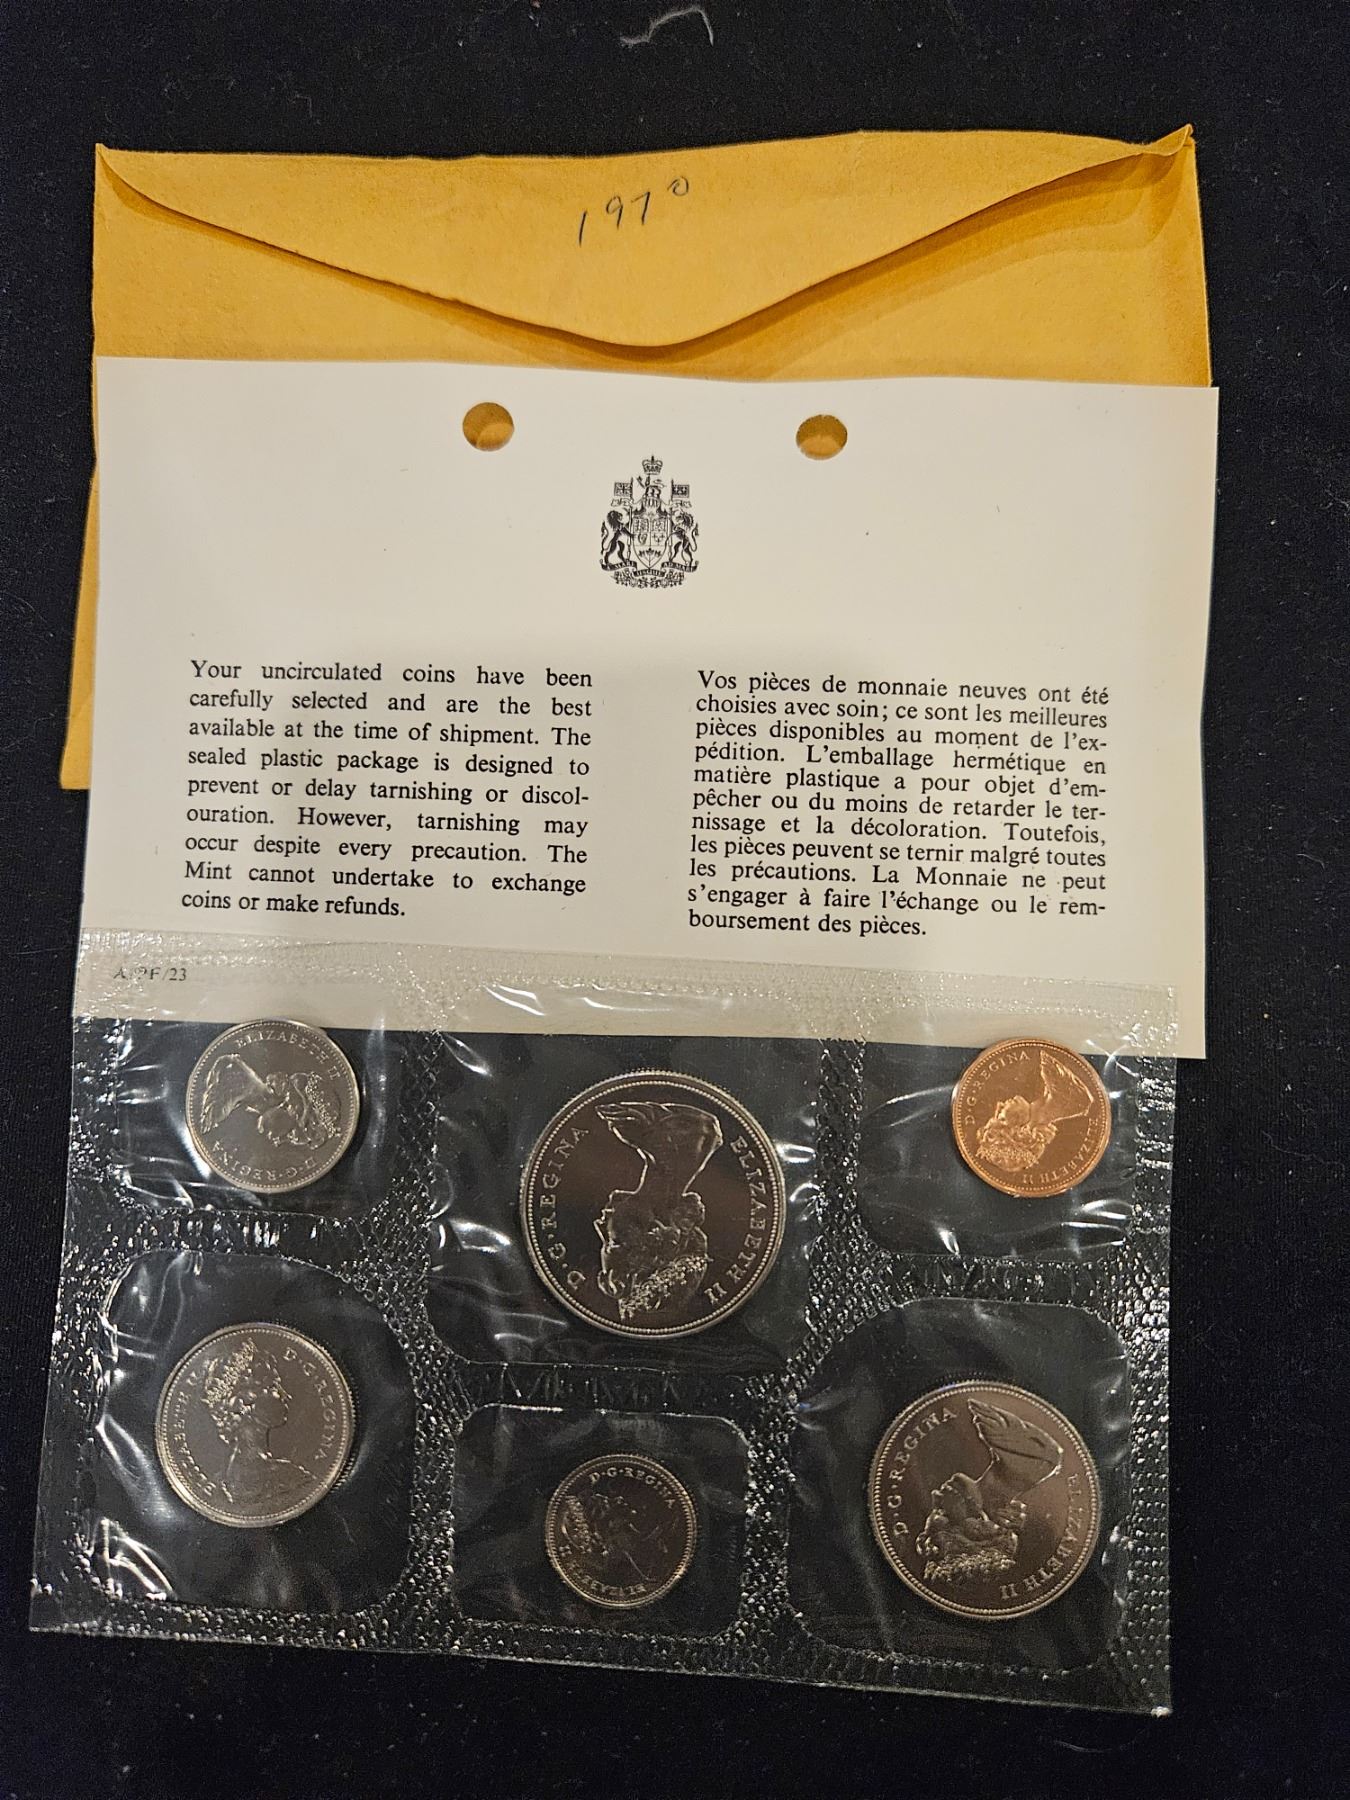 1970
Your uncirculated coins have been
carefully selected and are the best
available at the time of shipment. The
sealed plastic package is designed to
prevent or delay tarnishing or discol-
ouration. However, tarnishing may
occur despite every precaution. The
Mint cannot undertake to exchange
coins or make refunds.
Vos pièces de monnaie neuves ont été
choisies avec soin; ce sont les meilleures
pièces disponibles au moment de l'ex-
pédition. L'emballage hermétique en
matière plastique a pour objet d'em-
pêcher ou du moins de retarder le ter-
nissage et la décoloration. Toutefois,
les pièces peuvent se ternir malgré toutes
les précautions. La Monnaie ne peut
s'engager à faire l'échange ou le rem-
boursement des pièces.
ELIZABETH II D·G·REGINA
ELIZABETH II D·G·REGINA
ELIZABETH II D·G·REGINA
ELIZABETH II D·G·REGINA
ELIZABETH II D·G·REGINA
ELIZABETH II D·G·REGINA